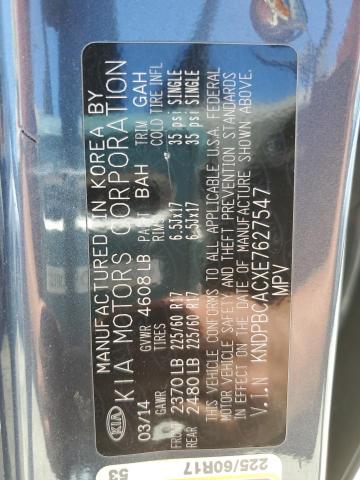 KIA
MANUFACTURED IN KOREA BY
KIA MOTORS CORPORATION
03/14 GVWR 4608 LB PAINT BAH TRIM GAH
GAWR TIRES RIMS COLD TIRE INFL
FRONT 2370 LB 225/60 R17 6.5Jx17 35 psi SINGLE
REAR 2480 LB 225/60 R17 6.5Jx17 35 psi SINGLE
THIS VEHICLE CONFORMS TO ALL APPLICABLE U.S.A. FEDERAL
MOTOR VEHICLE SAFETY AND THEFT PREVENTION STANDARDS
IN EFFECT ON THE DATE OF MANUFACTURE SHOWN ABOVE.
V.I.N KNDPBCACXE7627547
MPV
225/60R17
53